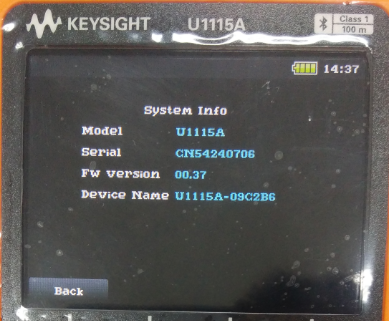 KEYSIGHT U1115A Class 1
100 m
14:37
System Info
Model U1115A
Serial CN54240706
FW version 00.37
Device Name U1115A-09C2B6
Back